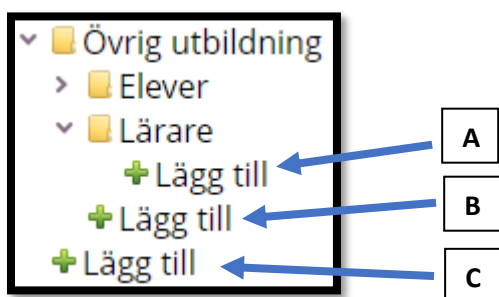 Övrig utbildning
Elever
Lärare
Lägg till
A
Lägg till
B
Lägg till
C